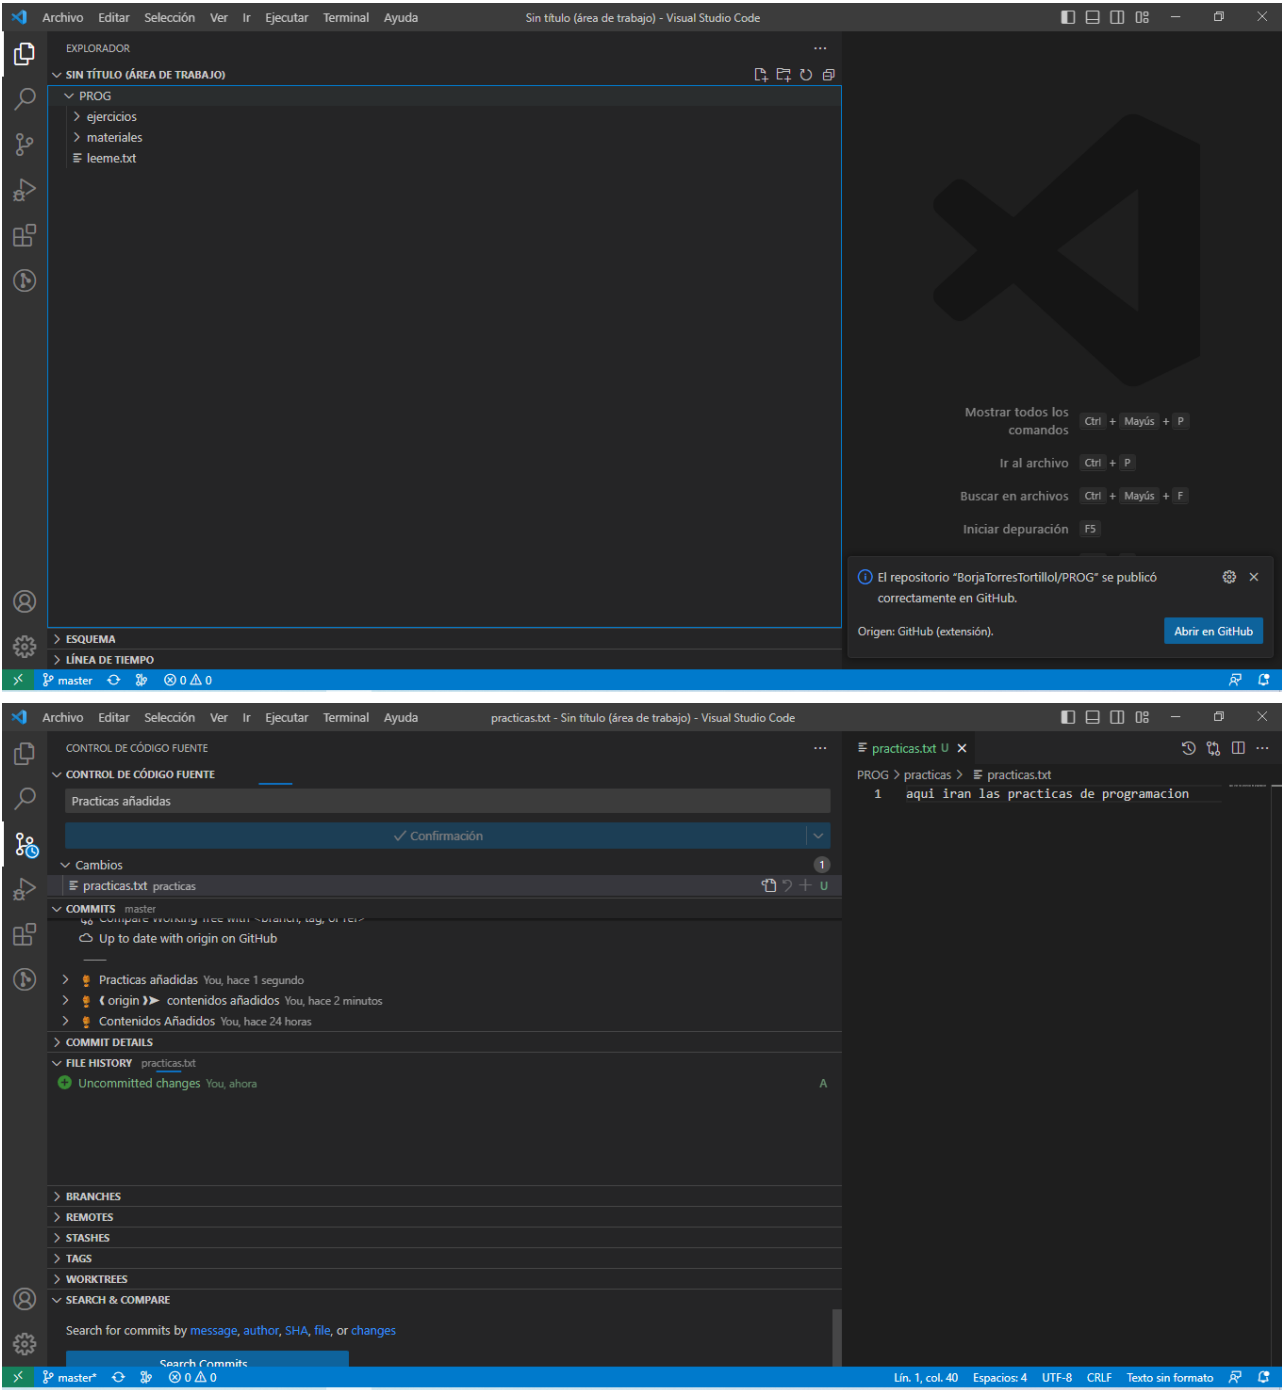 Archivo Editar Selección Ver Ir Ejecutar Terminal Ayuda
Sin título (área de trabajo) - Visual Studio Code
EXPLORADOR
SIN TÍTULO (ÁREA DE TRABAJO)
PROG
ejercicios
materiales
leeme.txt
Mostrar todos los comandos Ctrl + Mayús + P
Ir al archivo Ctrl + P
Buscar en archivos Ctrl + Mayús + F
Iniciar depuración F5
El repositorio "BorjaTorresTortillol/PROG" se publicó
correctamente en GitHub.
Origen: GitHub (extensión).
Abrir en GitHub
ESQUEMA
LÍNEA DE TIEMPO
master 0 0
Archivo Editar Selección Ver Ir Ejecutar Terminal Ayuda
practicas.txt - Sin título (área de trabajo) - Visual Studio Code
CONTROL DE CÓDIGO FUENTE
CONTROL DE CÓDIGO FUENTE
Practicas añadidas
Confirmación
Cambios 1
practicas.txt practicas U
COMMITS master
Compare Working Tree with <branch, tag, or ref>
Up to date with origin on GitHub
Practicas añadidas You, hace 1 segundo
origin contenidos añadidos You, hace 2 minutos
Contenidos Añadidos You, hace 24 horas
COMMIT DETAILS
FILE HISTORY practicas.txt
Uncommitted changes You, ahora A
BRANCHES
REMOTES
STASHES
TAGS
WORKTREES
SEARCH & COMPARE
Search for commits by message, author, SHA, file, or changes
Search Commits
practicas.txt U
PROG > practicas > practicas.txt
1 aqui iran las practicas de programacion
master* 0 0
Lín. 1, col. 40 Espacios: 4 UTF-8 CRLF Texto sin formato